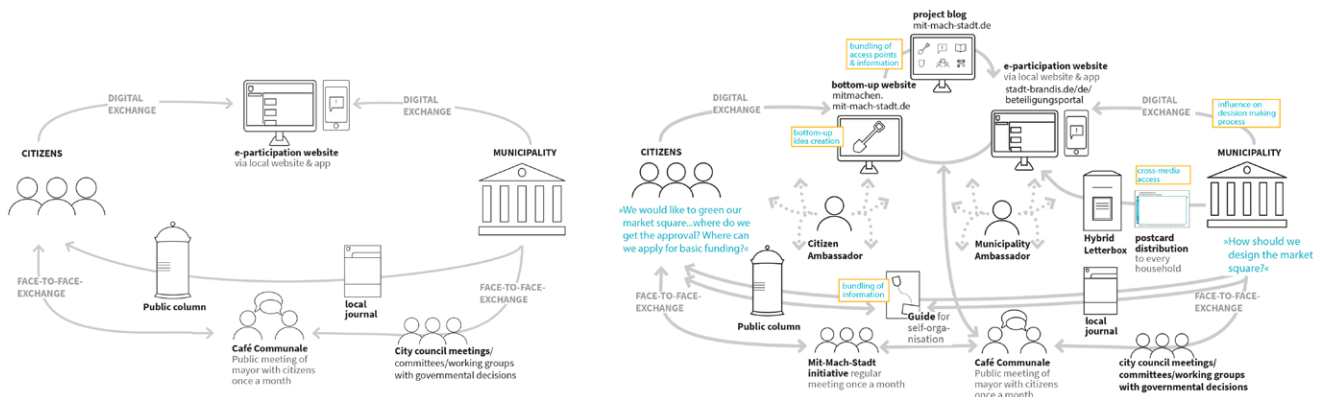 DIGITAL
EXCHANGE
DIGITAL
EXCHANGE
CITIZENS
e-participation website
via local website & app
MUNICIPALITY
FACE-TO-FACE-
EXCHANGE
Public column
local
journal
FACE-TO-FACE-
EXCHANGE
Café Communale
Public meeting of
mayor with citizens
once a month
City council meetings/
committees/working groups
with governmental decisions
project blog
mit-mach-stadt.de
bundling of
access points
& information
bottom-up website
mitmachen.
mit-mach-stadt.de
e-participation website
via local website & app
stadt-brandis.de/de/
beteiligungsportal
DIGITAL
EXCHANGE
DIGITAL
EXCHANGE
influence on
desision making
process
bottom-up
idea creation
CITIZENS
MUNICIPALITY
cross-media
access
»We would like to green our
market square...where do we
get the approval? Where can
we apply for basic funding?«
Citizen
Ambassador
Municipality
Ambassador
Hybrid
Letterbox
postcard
distribution
to every
household
»How should we
design the market
square?«
FACE-TO-FACE-
EXCHANGE
Public column
bundling of
information
Guide for
self-orga-
nisation
local
journal
FACE-TO-FACE-
EXCHANGE
Mit-Mach-Stadt
initiative regular
meeting once a month
Café Communale
Public meeting of
mayor with citizens
once a month
city council meetings/
committees/working groups
with governmental decisions